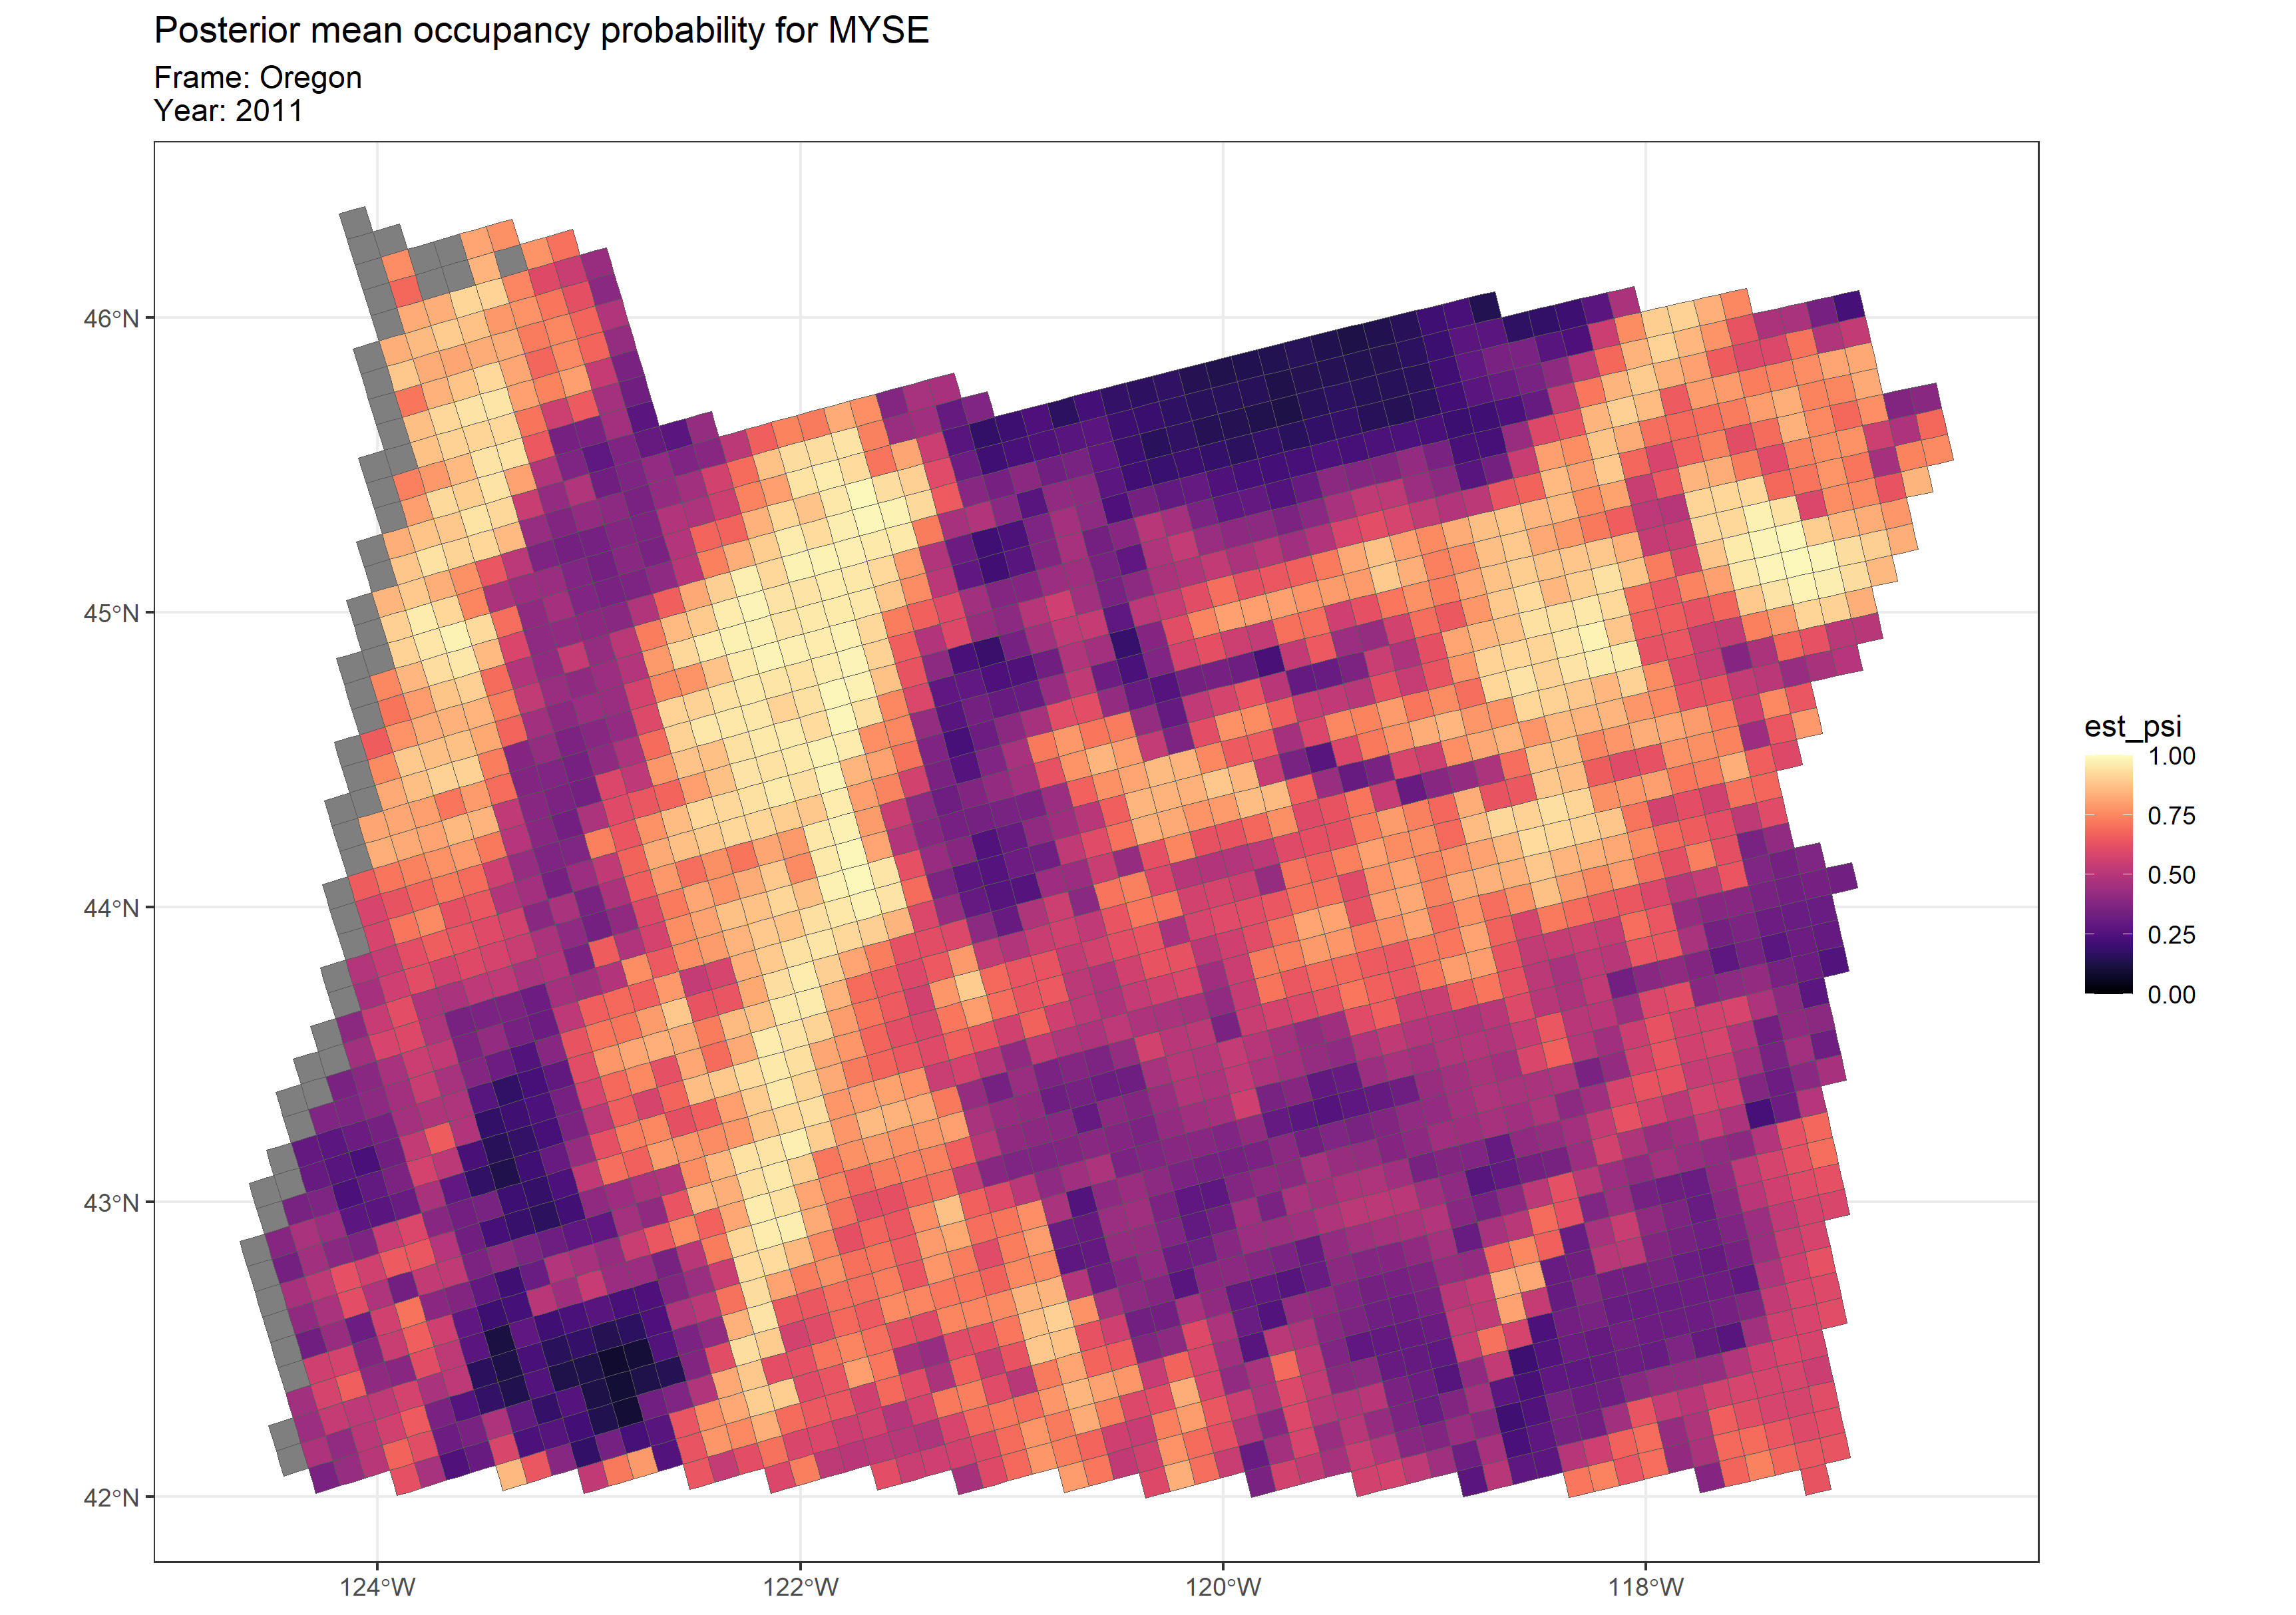 Posterior mean occupancy probability for MYSE
Frame: Oregon
Year: 2011
46°N
45°N
44°N
43°N
42°N
124°W
122°W
120°W
118°W
est_psi
1.00
0.75
0.50
0.25
0.00